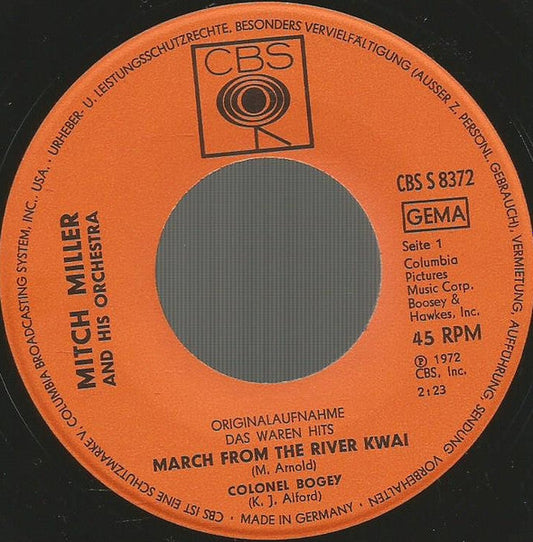 CBS
CBS S 8372
GEMA
Seite 1
Columbia
Pictures
Music Corp.
Boosey &
Hawkes, Inc.
45 RPM
Ⓟ 1972
CBS, Inc.
2:23
MITCH MILLER
AND HIS ORCHESTRA
ORIGINALAUFNAHME
DAS WAREN HITS
MARCH FROM THE RIVER KWAI
(M. Arnold)
COLONEL BOGEY
(K. J. Alford)
CBS IST EINE SCHUTZMARKE V. COLUMBIA BROADCASTING SYSTEM, INC., USA. · URHEBER- U. LEISTUNGSSCHUTZRECHTE, BESONDERS VERVIELFÄLTIGUNG (AUSSER Z. PERSÖNL. GEBRAUCH), VERMIETUNG, AUFFÜHRUNG, SENDUNG VORBEHALTEN · MADE IN GERMANY ·